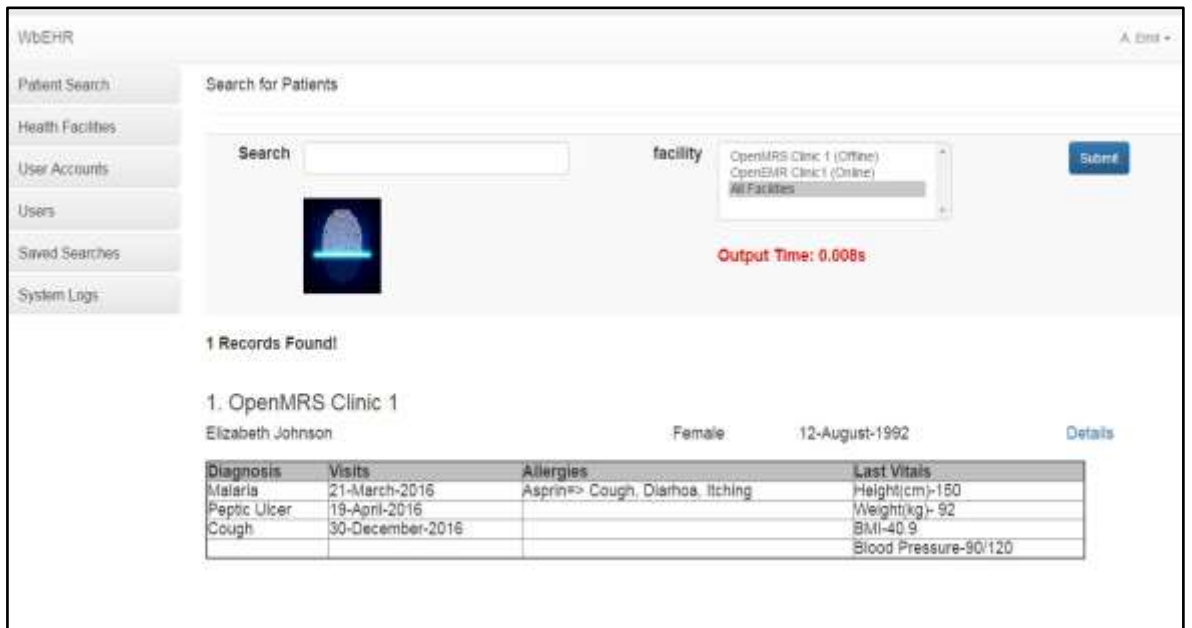 WbEHR
A. Emil
Patient Search
Health Facilities
User Accounts
Users
Saved Searches
System Logs
Search for Patients
Search
facility
OpenMRS Clinic 1 (Offline)
OpenEMR Clinic1 (Online)
All Facilities
Submit
Output Time: 0.008s
1 Records Found!
1. OpenMRS Clinic 1
Elizabeth Johnson Female 12-August-1992 Details
Diagnosis Visits Allergies Last Vitals
Malaria 21-March-2016 Asprin=> Cough, Diarhoa, Itching Height(cm)-150
Peptic Ulcer 19-April-2016 Weight(kg)- 92
Cough 30-December-2016 BMI-40.9
Blood Pressure-90/120